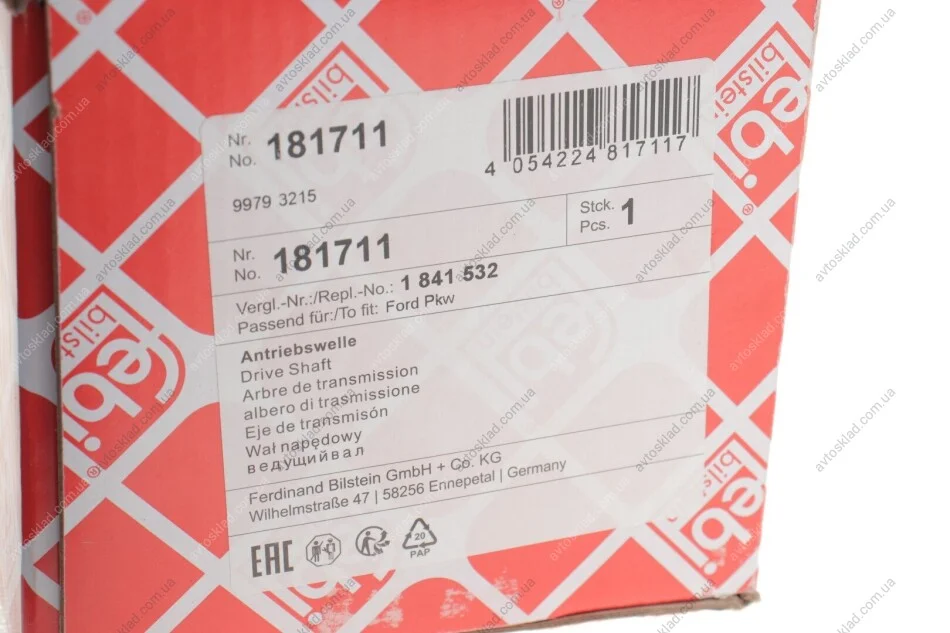 Nr.
No. 181711
4 054224 817117
9979 3215
Nr.
No. 181711
Stck.
Pcs. 1
Vergl.-Nr.:/Repl.-No.: 1 841 532
Passend für:/To fit: Ford Pkw
Antriebswelle
Drive Shaft
Arbre de transmission
albero di trasmissione
Eje de transmisón
Wał napędowy
ведущийвал
Ferdinand Bilstein GmbH + Co. KG
Wilhelmstraße 47 | 58256 Ennepetal | Germany
EAC
20
PAP
febi
bilstein
avtosklad.com.ua